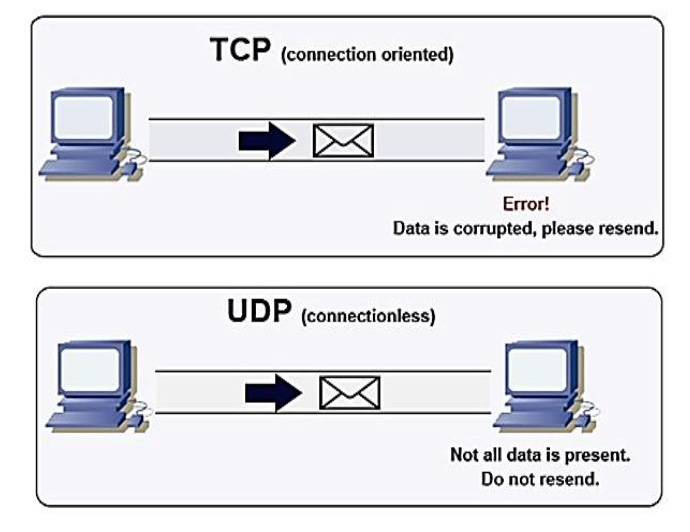 TCP (connection oriented)
Error!
Data is corrupted, please resend.
UDP (connectionless)
Not all data is present.
Do not resend.